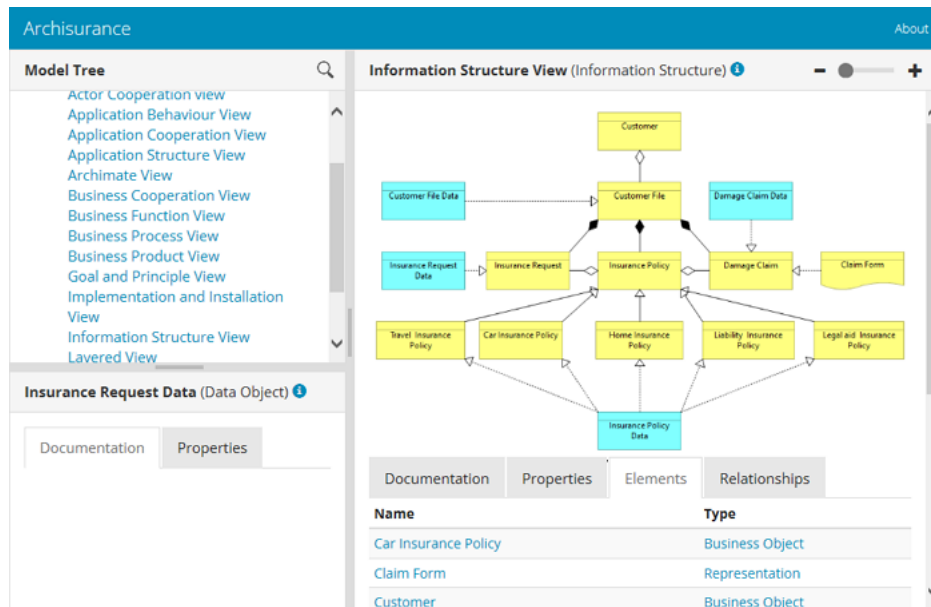 Archisurance
About
Model Tree
Actor Cooperation view
Application Behaviour View
Application Cooperation View
Application Structure View
Archimate View
Business Cooperation View
Business Function View
Business Process View
Business Product View
Goal and Principle View
Implementation and Installation
View
Information Structure View
Layered View
Insurance Request Data (Data Object)
Documentation
Properties
Information Structure View (Information Structure)
Customer
Customer File Data
Customer File
Damage Claim Data
Insurance Request
Data
Insurance Request
Insurance Policy
Damage Claim
Claim Form
Travel Insurance
Policy
Car Insurance Policy
Home Insurance
Policy
Liability Insurance
Policy
Legal aid Insurance
Policy
Insurance Policy
Data
Documentation
Properties
Elements
Relationships
Name
Type
Car Insurance Policy
Business Object
Claim Form
Representation
Customer
Business Object